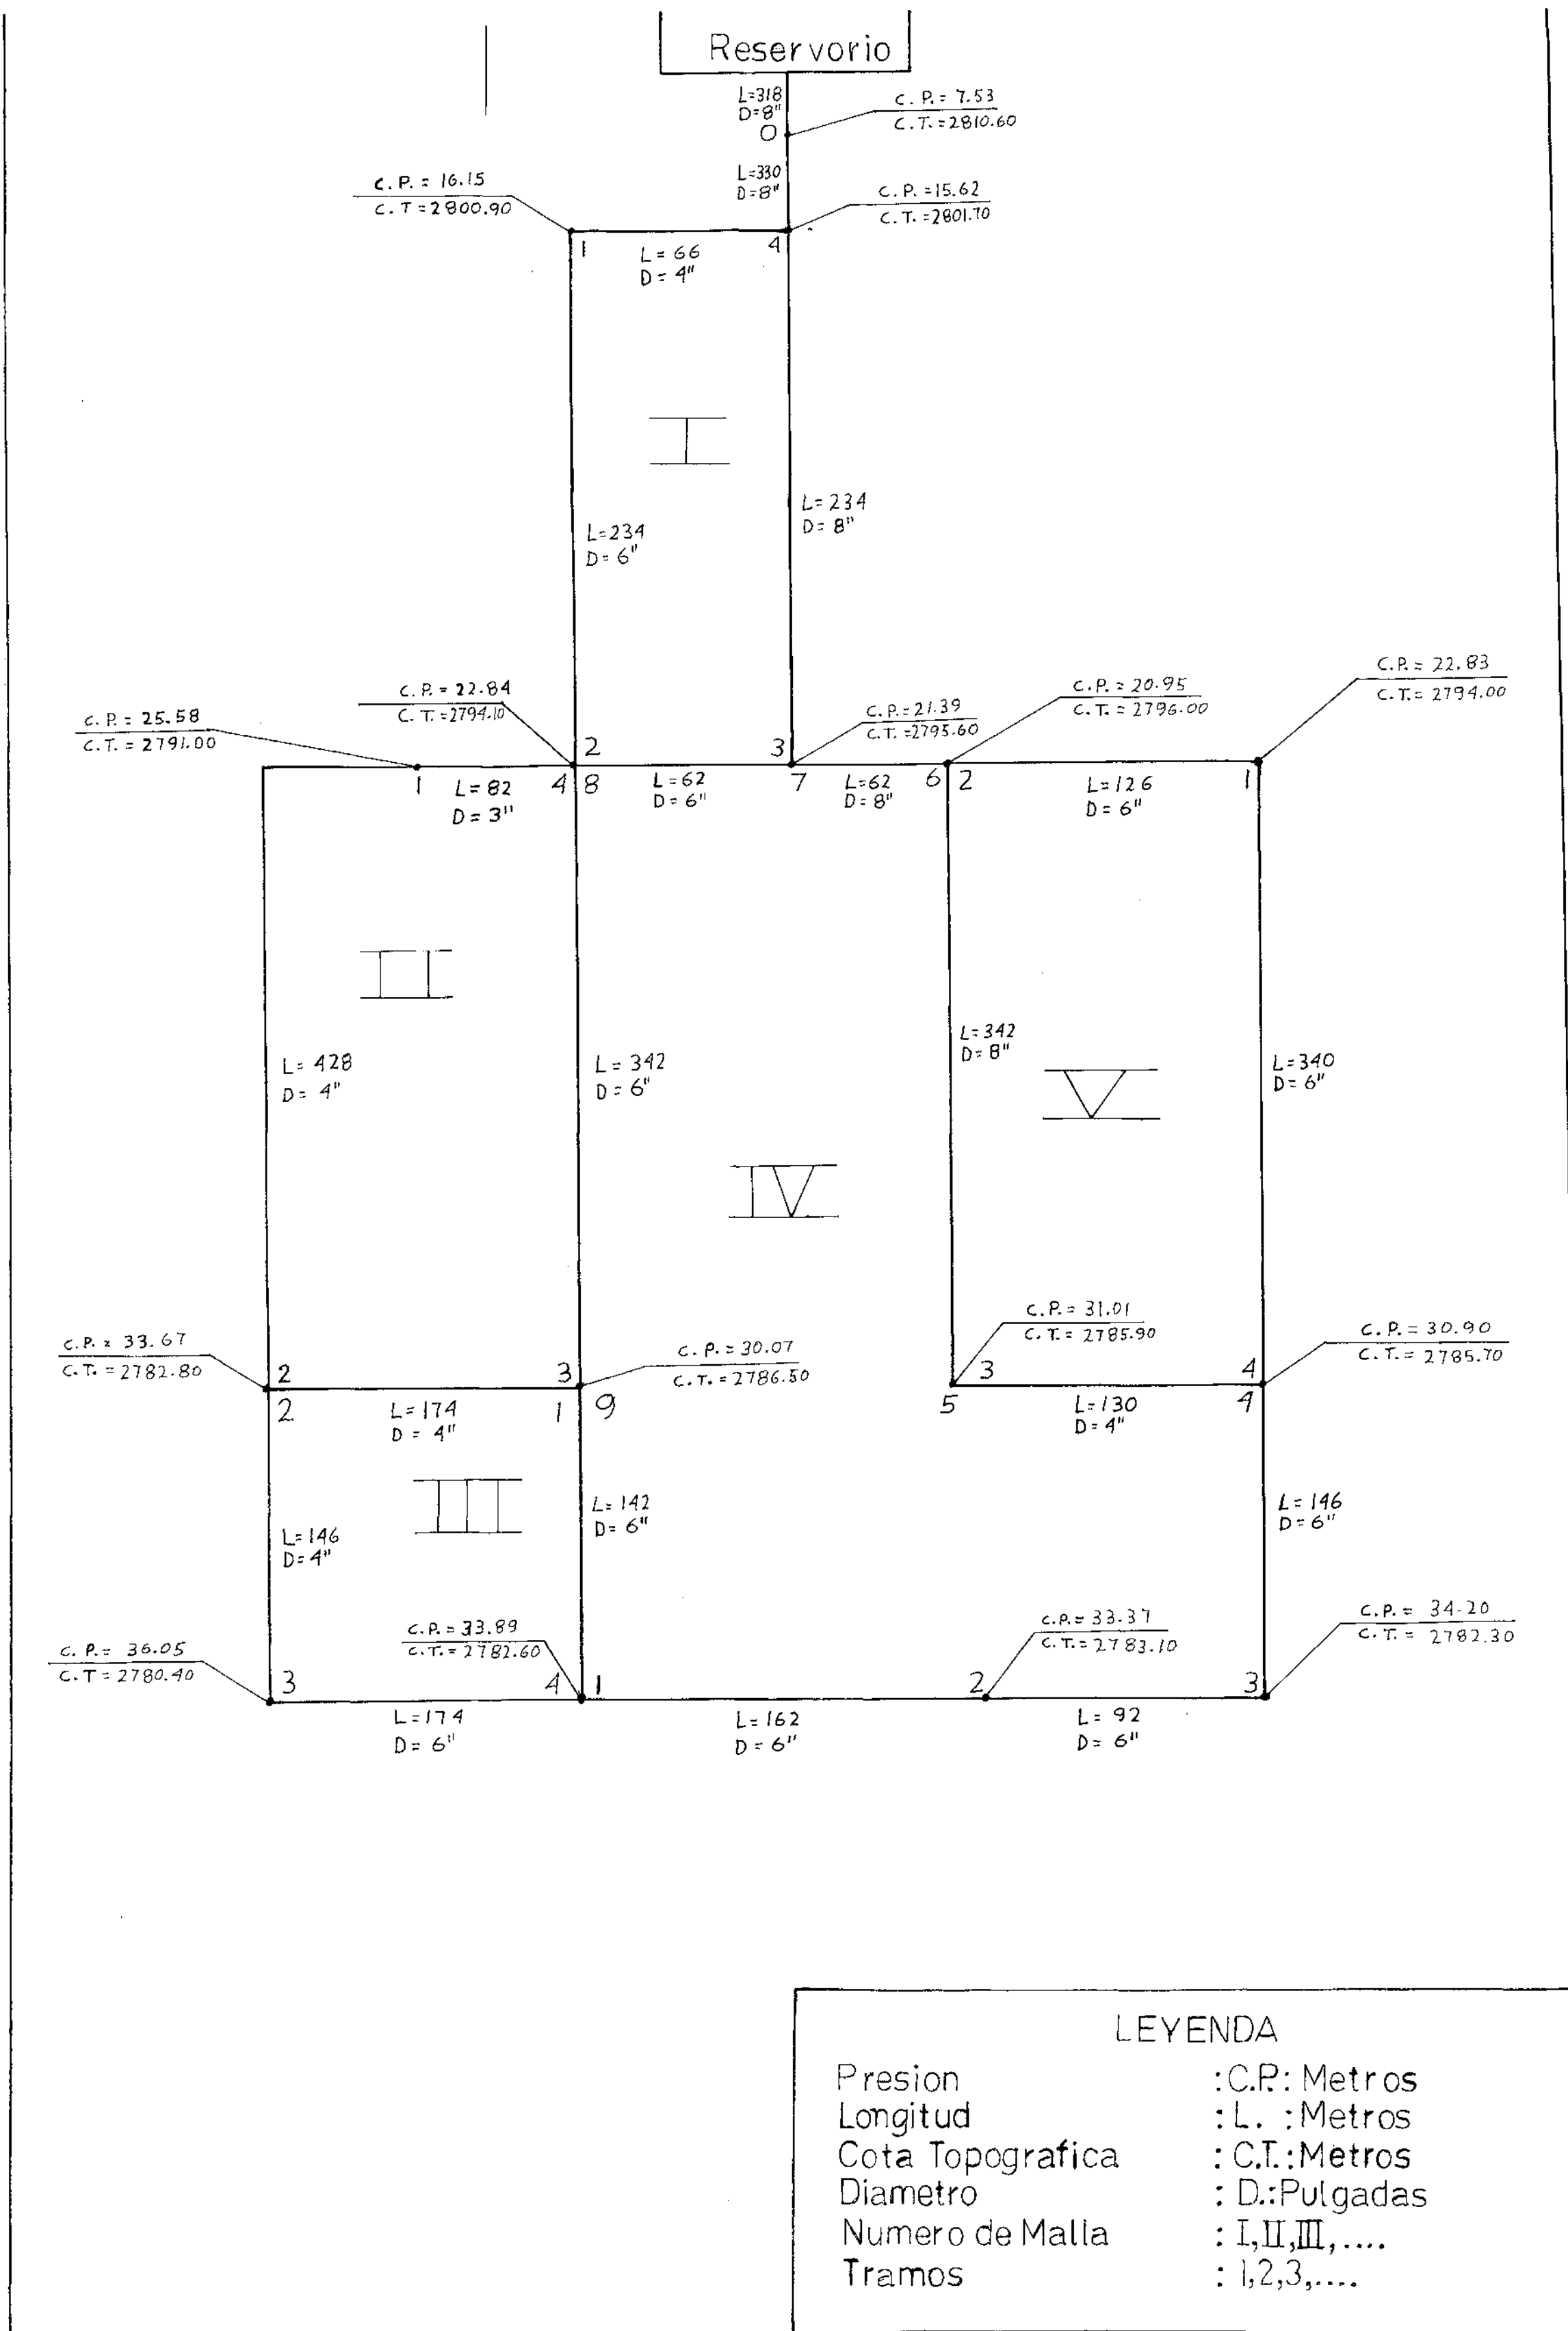 Reservorio
L=318
D=8"
O
C. P. = 7.53
C. T. = 2810.60
L=330
D=8"
C. P. = 16.15
C. T = 2800.90
C. P. = 15.62
C. T. = 2801.70
1
4
L = 66
D = 4"
I
L=234
D = 6"
L=234
D= 8"
C. P. = 25.58
C. T. = 2791.00
C. P. = 22.84
C. T. = 2794.10
C. P. = 21.39
C. T. = 2795.60
C. P. = 20.95
C. T. = 2796.00
C. P. = 22.83
C. T. = 2794.00
2
3
1
4
8
7
6
2
1
L= 82
D = 3"
L=62
D= 6"
L=62
D= 8"
L=126
D= 6"
II
L= 428
D= 4"
L= 342
D= 6"
L=342
D= 8"
L=340
D= 6"
V
IV
C. P. = 33.67
C. T. = 2782.80
C. P. = 30.07
C. T. = 2786.50
C. P. = 31.01
C. T. = 2785.90
C. P. = 30.90
C. T. = 2785.70
2
3
3
4
2
1
9
5
4
L=174
D = 4"
L=130
D=4"
III
L=146
D=4"
L= 142
D= 6"
L=146
D=6"
C. P. = 36.05
C. T = 2780.40
C. P. = 33.89
C. T. = 2782.60
C. P. = 33.37
C. T. = 2783.10
C. P. = 34.20
C. T. = 2782.30
3
4
1
2
3
L=174
D= 6"
L=162
D= 6"
L= 92
D= 6"
LEYENDA
Presion : C.P.: Metros
Longitud : L. : Metros
Cota Topografica : C.T.: Metros
Diametro : D.: Pulgadas
Numero de Malla : I,II,III,....
Tramos : 1,2,3,....